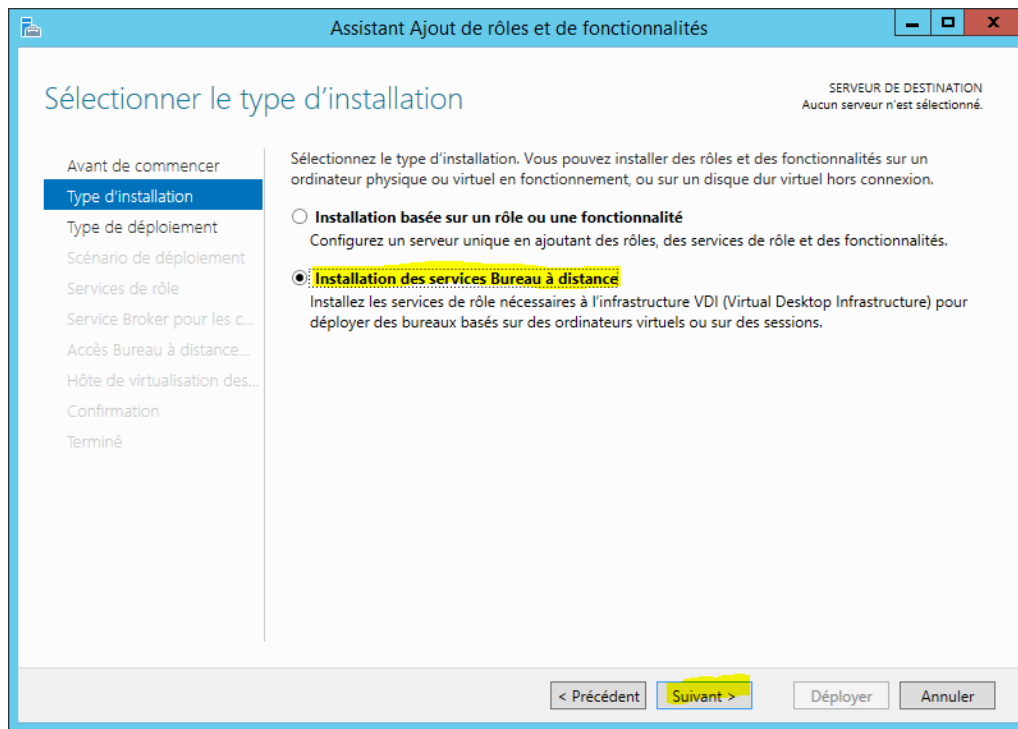 Assistant Ajout de rôles et de fonctionnalités
Sélectionner le type d’installation
SERVEUR DE DESTINATION
Aucun serveur n’est sélectionné.
Avant de commencer
Type d’installation
Type de déploiement
Scénario de déploiement
Services de rôle
Service Broker pour les c...
Accès Bureau à distance...
Hôte de virtualisation des...
Confirmation
Terminé
Sélectionnez le type d’installation. Vous pouvez installer des rôles et des fonctionnalités sur un
ordinateur physique ou virtuel en fonctionnement, ou sur un disque dur virtuel hors connexion.
Installation basée sur un rôle ou une fonctionnalité
Configurez un serveur unique en ajoutant des rôles, des services de rôle et des fonctionnalités.
Installation des services Bureau à distance
Installez les services de rôle nécessaires à l’infrastructure VDI (Virtual Desktop Infrastructure) pour
déployer des bureaux basés sur des ordinateurs virtuels ou sur des sessions.
< Précédent
Suivant >
Déployer
Annuler